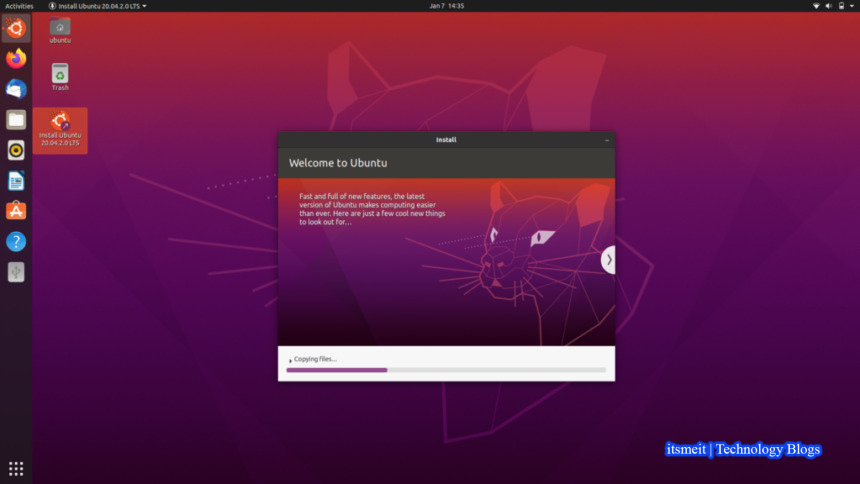 Activities
Install Ubuntu 20.04.2.0 LTS
Jan 7 14:35
ubuntu
Trash
Install Ubuntu
20.04.2.0 LTS
Install
Welcome to Ubuntu
Fast and full of new features, the latest
version of Ubuntu makes computing easier
than ever. Here are just a few cool new things
to look out for...
Copying files...
itsmeit | Technology Blogs